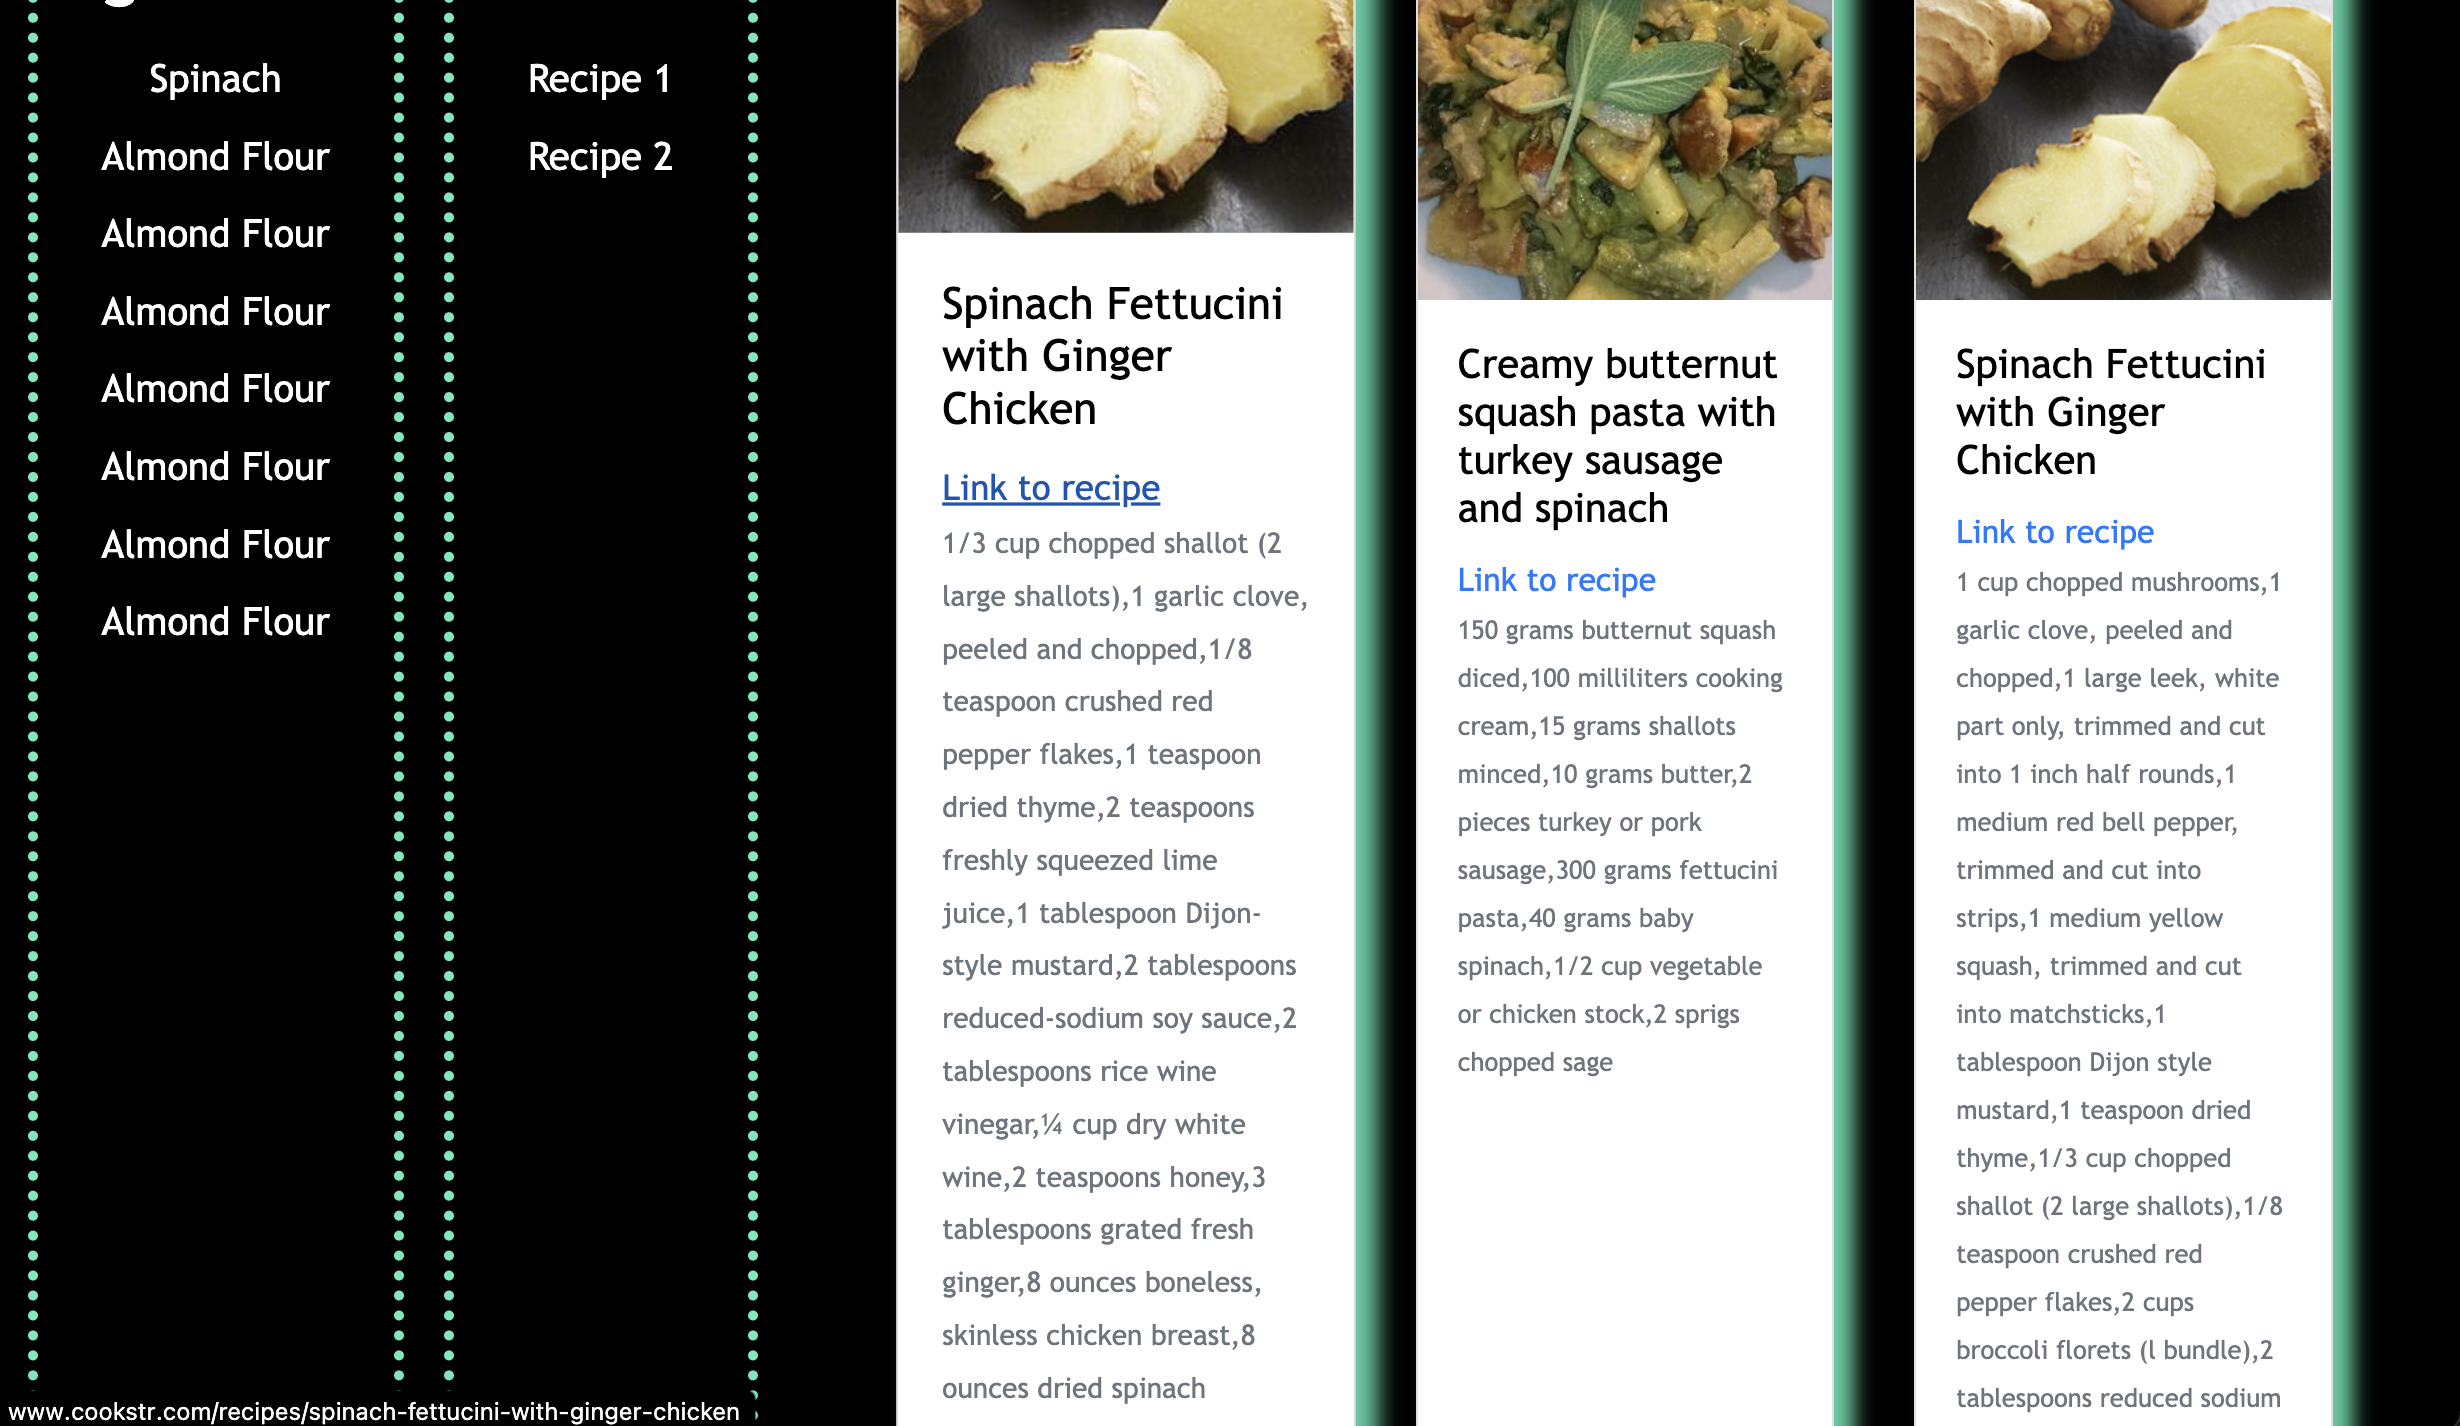 Spinach
Almond Flour
Almond Flour
Almond Flour
Almond Flour
Almond Flour
Almond Flour
Almond Flour
Recipe 1
Recipe 2
Spinach Fettucini
with Ginger
Chicken
Link to recipe
1/3 cup chopped shallot (2
large shallots),1 garlic clove,
peeled and chopped,1/8
teaspoon crushed red
pepper flakes,1 teaspoon
dried thyme,2 teaspoons
freshly squeezed lime
juice,1 tablespoon Dijon-
style mustard,2 tablespoons
reduced-sodium soy sauce,2
tablespoons rice wine
vinegar,¼ cup dry white
wine,2 teaspoons honey,3
tablespoons grated fresh
ginger,8 ounces boneless,
skinless chicken breast,8
ounces dried spinach
Creamy butternut
squash pasta with
turkey sausage
and spinach
Link to recipe
150 grams butternut squash
diced,100 milliliters cooking
cream,15 grams shallots
minced,10 grams butter,2
pieces turkey or pork
sausage,300 grams fettucini
pasta,40 grams baby
spinach,1/2 cup vegetable
or chicken stock,2 sprigs
chopped sage
Spinach Fettucini
with Ginger
Chicken
Link to recipe
1 cup chopped mushrooms,1
garlic clove, peeled and
chopped,1 large leek, white
part only, trimmed and cut
into 1 inch half rounds,1
medium red bell pepper,
trimmed and cut into
strips,1 medium yellow
squash, trimmed and cut
into matchsticks,1
tablespoon Dijon style
mustard,1 teaspoon dried
thyme,1/3 cup chopped
shallot (2 large shallots),1/8
teaspoon crushed red
pepper flakes,2 cups
broccoli florets (l bundle),2
tablespoons reduced sodium
www.cookstr.com/recipes/spinach-fettucini-with-ginger-chicken